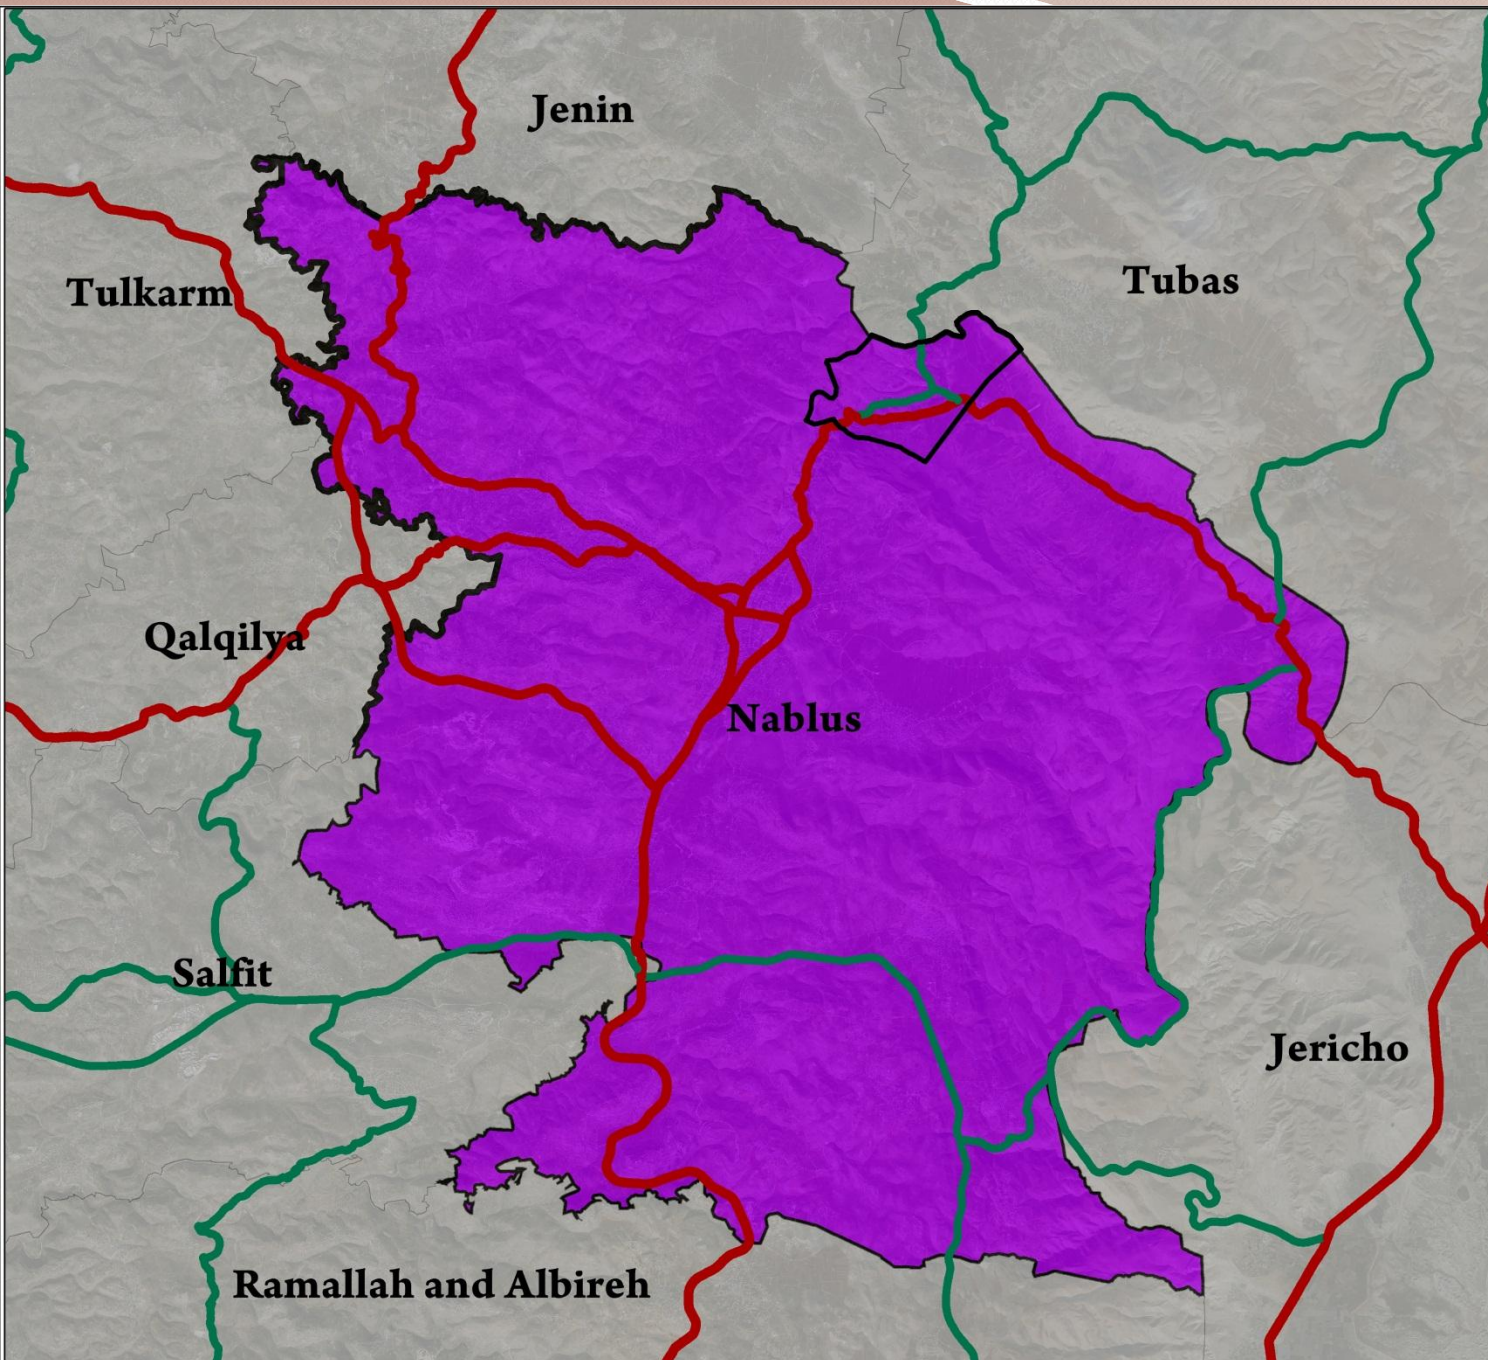 Jenin
Tulkarm
Tubas
Qalqilya
Nablus
Salfit
Jericho
Ramallah and Albireh